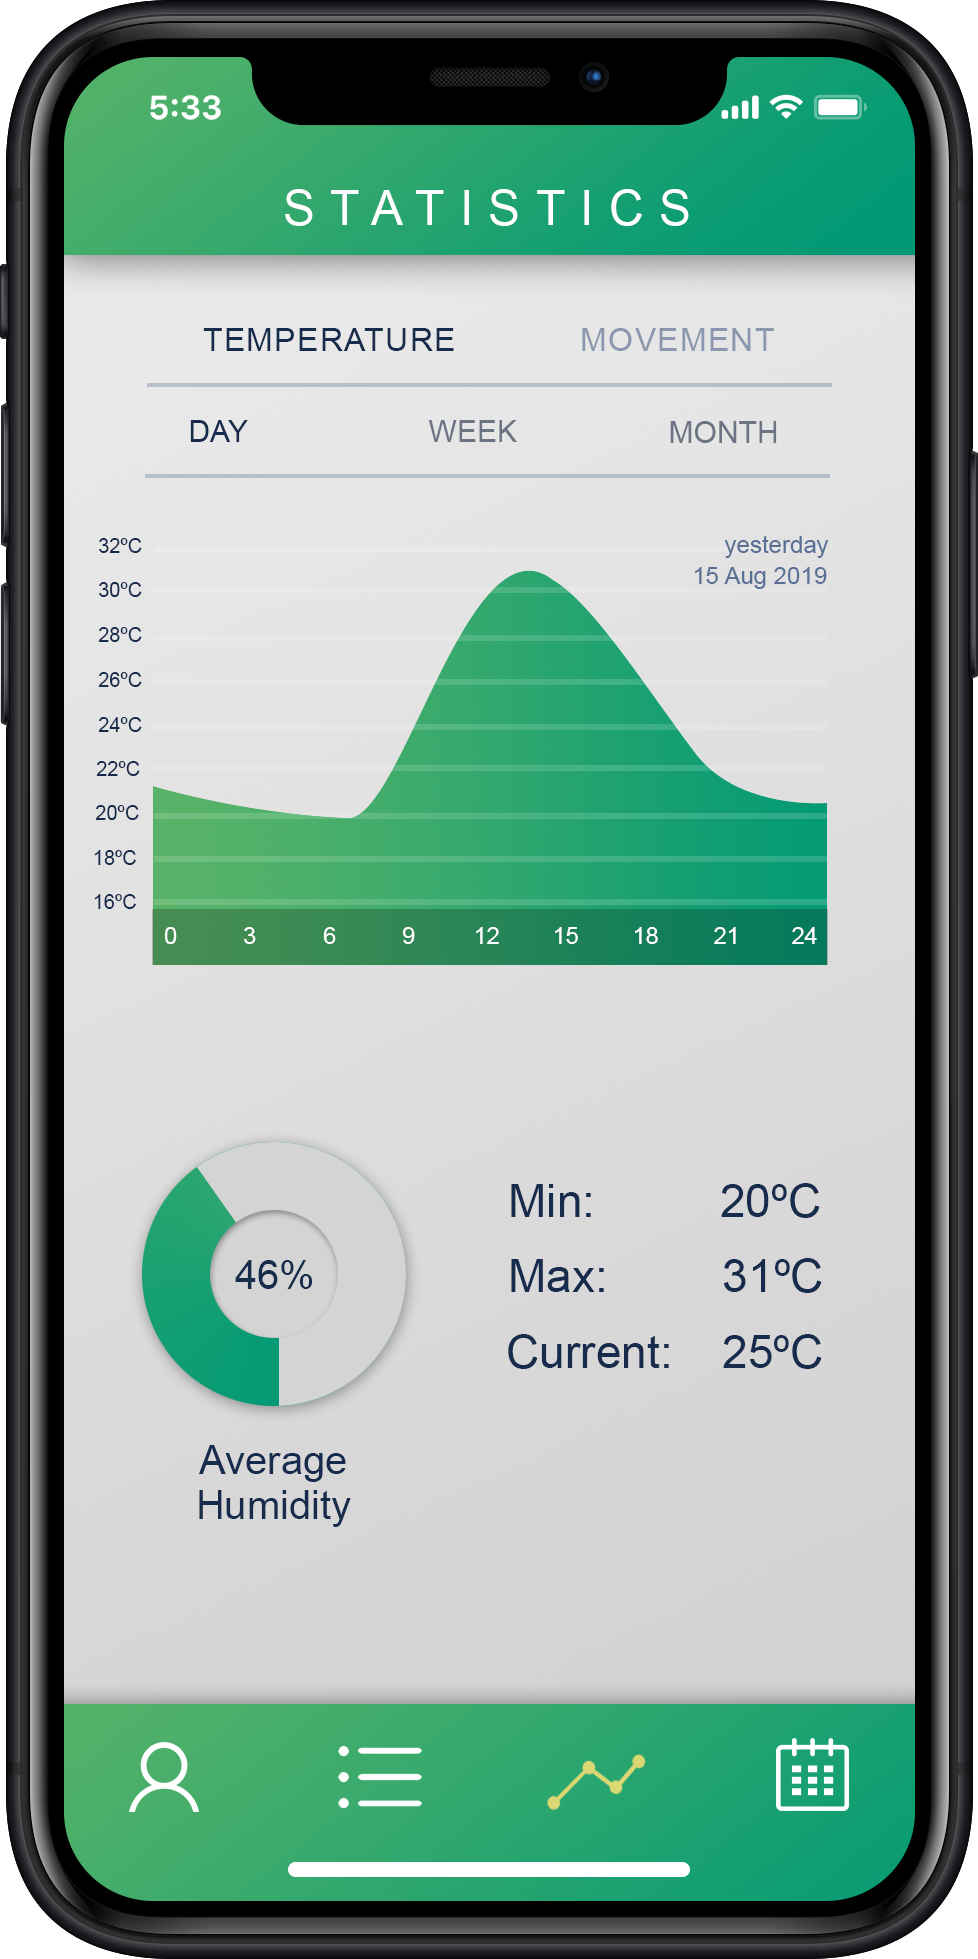 5:33
STATISTICS
TEMPERATURE MOVEMENT
DAY WEEK MONTH
yesterday
15 Aug 2019
32ºC
30ºC
28ºC
26ºC
24ºC
22ºC
20ºC
18ºC
16ºC
0 3 6 9 12 15 18 21 24
46%
Average
Humidity
Min: 20ºC
Max: 31ºC
Current: 25ºC